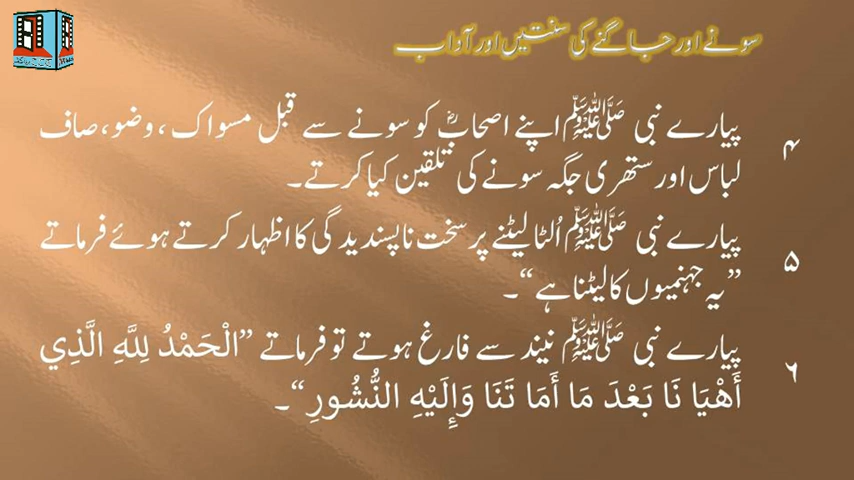 سونے اور جاگنے کی سنتیں اور آداب
۴ پیارے نبی ﷺ اپنے اصحابؓ کو سونے سے قبل مسواک، وضو، صاف
لباس اور ستھری جگہ سونے کی تلقین کیا کرتے۔
۵ پیارے نبی ﷺ اُلٹا لیٹنے پر سخت ناپسندیدگی کا اظہار کرتے ہوئے فرماتے
”یہ جہنمیوں کا لیٹنا ہے“۔
۶ پیارے نبی ﷺ نیند سے فارغ ہوتے تو فرماتے ”الْحَمْدُ لِلَّهِ الَّذِي
أَهْيَا نَا بَعْدَ مَا أَمَا تَنَا وَإِلَيْهِ النُّشُورِ“۔